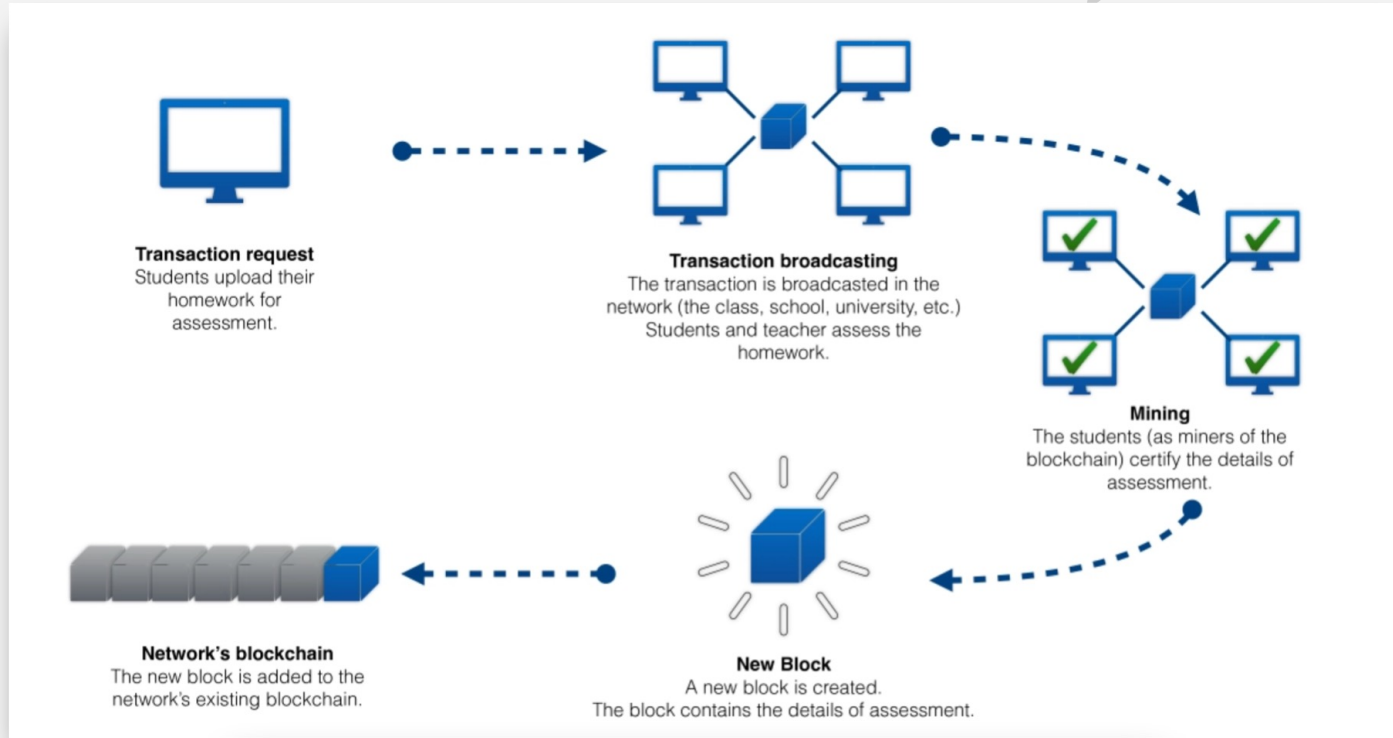 Transaction request
Students upload their
homework for
assessment.
Transaction broadcasting
The transaction is broadcasted in the
network (the class, school, university, etc.)
Students and teacher assess the
homework.
Mining
The students (as miners of the
blockchain) certify the details of
assessment.
New Block
A new block is created.
The block contains the details of assessment.
Network's blockchain
The new block is added to the
network's existing blockchain.